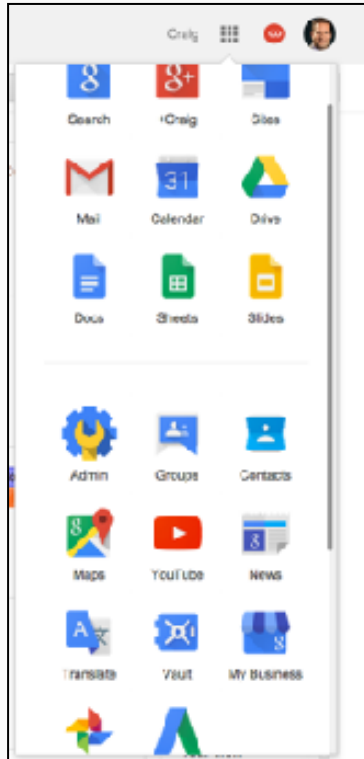 Craig
Search +Craig Sites
Mail Calendar Drive
31
Docs Sheets Slides
Admin Groups Contacts
Maps YouTube News
Translate Vault My Business